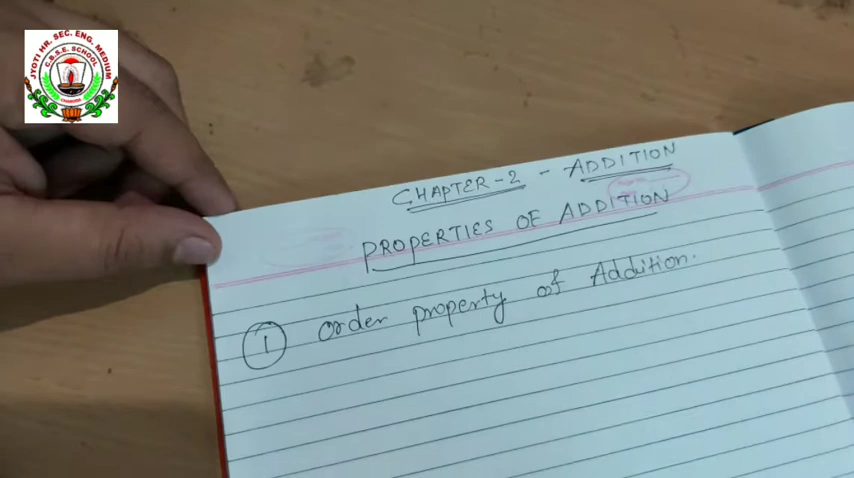 JYOTI HR. SEC. ENG. MEDIUM
C.B.S.E. SCHOOL
CHAPTER-2 - ADDITION
PROPERTIES OF ADDITION
1 order property of Addition.